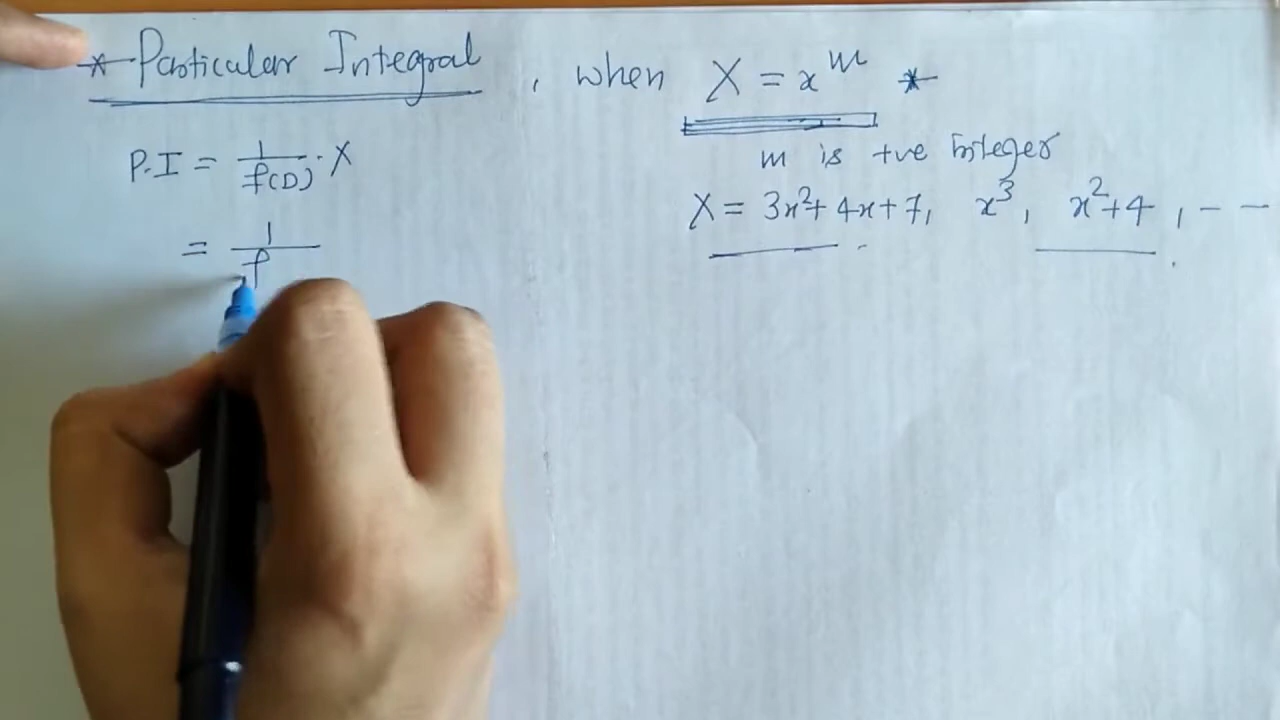 * Particular Integral , when X = x^m *
m is +ve Integer
P.I = 1/f(D) . X
X = 3x²+ 4x + 7, x³, x²+4 , - -
= 1/f